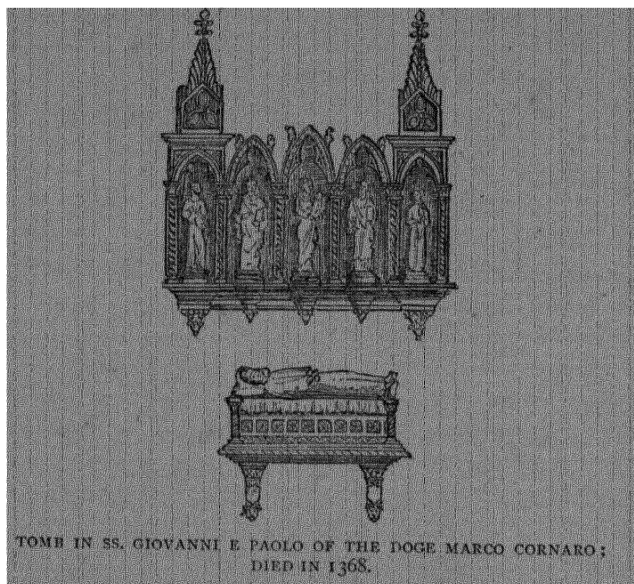 TOMB IN SS. GIOVANNI E PAOLO OF THE DOGE MARCO CORNARO;
DIED IN 1368.